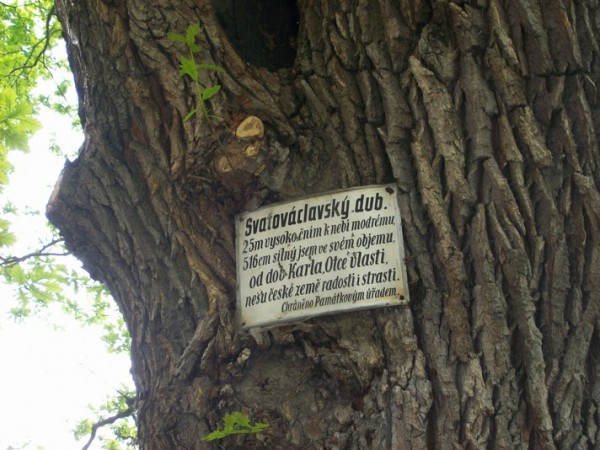 Svatováclavský dub.
25m vysoko čním k nebi modrému,
516cm silný jsem ve svém objemu,
od dob Karla, Otce Vlasti,
nesu české země radosti i strasti.
Chráněno Památkovým úřadem.